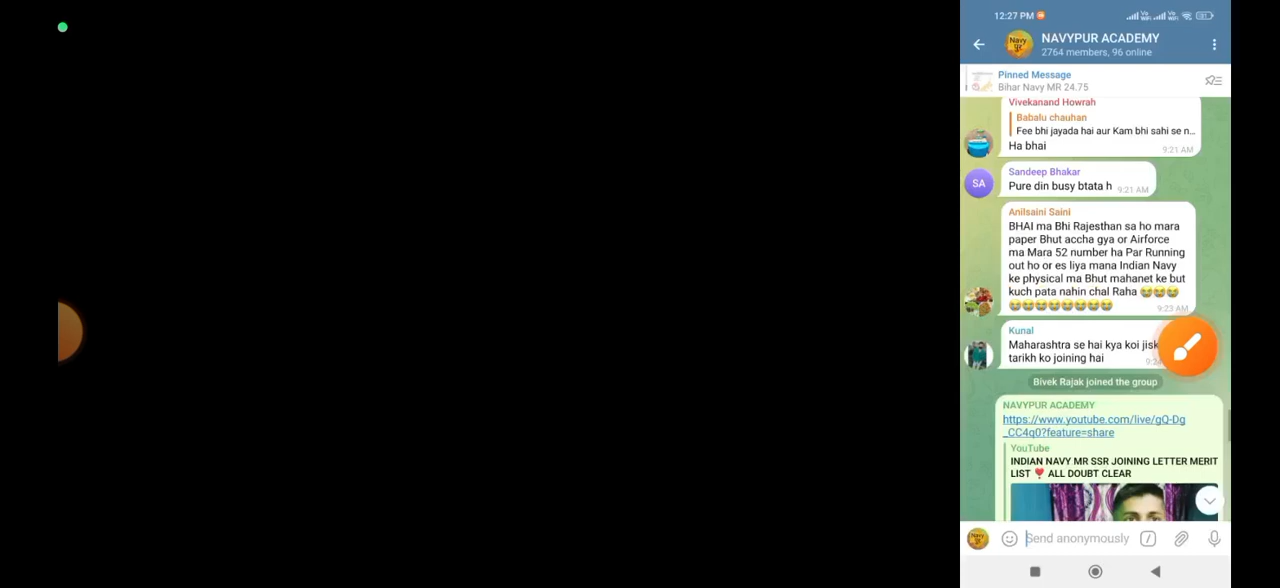 12:27 PM
NAVYPUR ACADEMY
2764 members, 96 online
Pinned Message
Bihar Navy MR 24.75
Vivekanand Howrah
Babalu chauhan
Fee bhi jayada hai aur Kam bhi sahi se n...
Ha bhai
9:21 AM
SA
Sandeep Bhakar
Pure din busy btata h
9:21 AM
Anilsaini Saini
BHAI ma Bhi Rajesthan sa ho mara
paper Bhut accha gya or Airforce
ma Mara 52 number ha Par Running
out ho or es liya mana Indian Navy
ke physical ma Bhut mahanet ke but
kuch pata nahin chal Raha 😂😂😂
😂😂😂😂😂😂😂😂😂
9:23 AM
Kunal
Maharashtra se hai kya koi jisk
tarikh ko joining hai
Bivek Rajak joined the group
NAVYPUR ACADEMY
https://www.youtube.com/live/gQ-Dg
_CC4q0?feature=share
YouTube
INDIAN NAVY MR SSR JOINING LETTER MERIT
LIST ❣️ ALL DOUBT CLEAR
Send anonymously